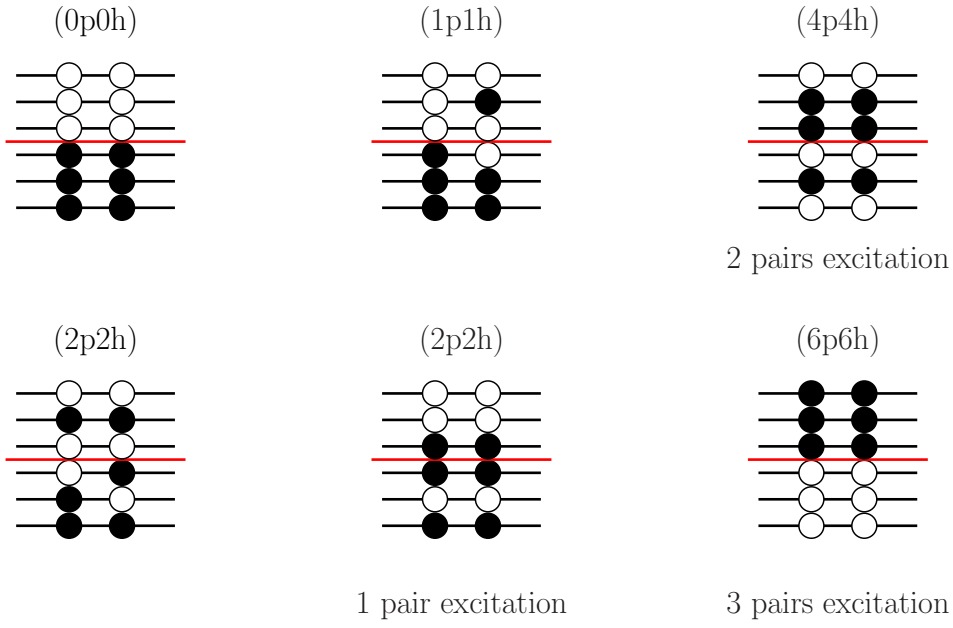 (0p0h)
(1p1h)
(4p4h)
2 pairs excitation
(2p2h)
(2p2h)
(6p6h)
1 pair excitation
3 pairs excitation